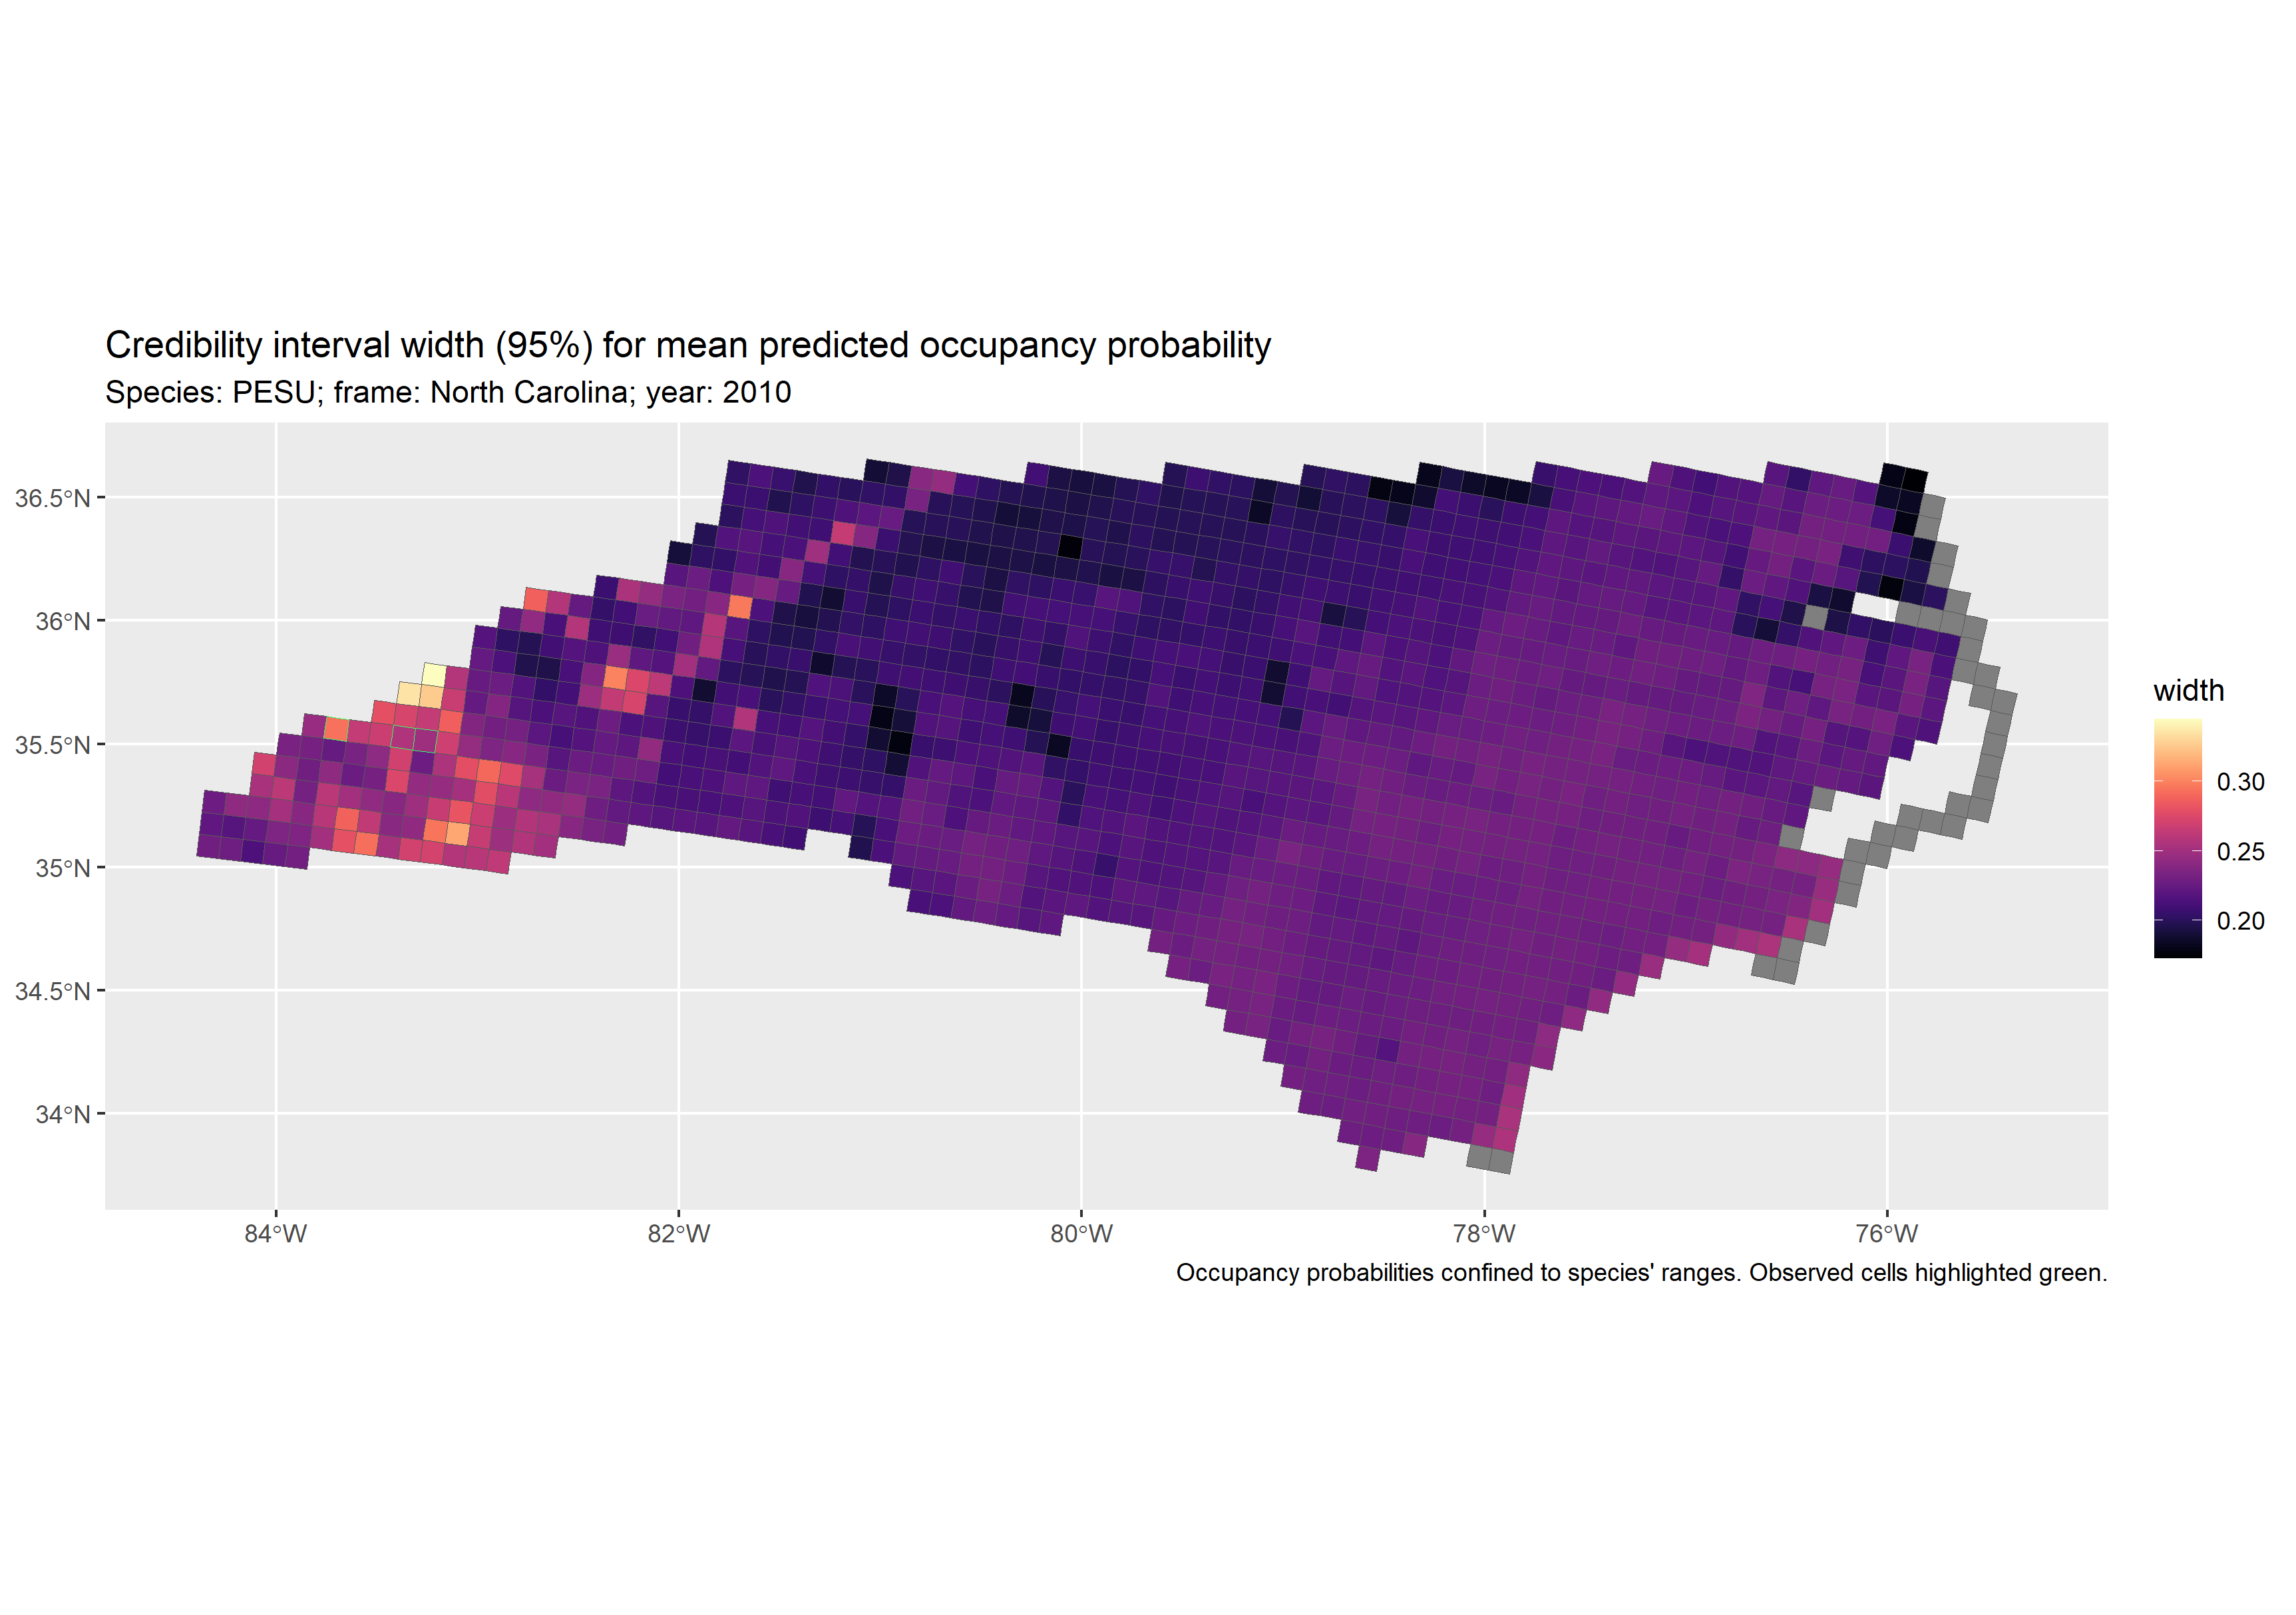 Credibility interval width (95%) for mean predicted occupancy probability
Species: PESU; frame: North Carolina; year: 2010
36.5°N
36°N
35.5°N
35°N
34.5°N
34°N
84°W
82°W
80°W
78°W
76°W
width
0.30
0.25
0.20
Occupancy probabilities confined to species' ranges. Observed cells highlighted green.